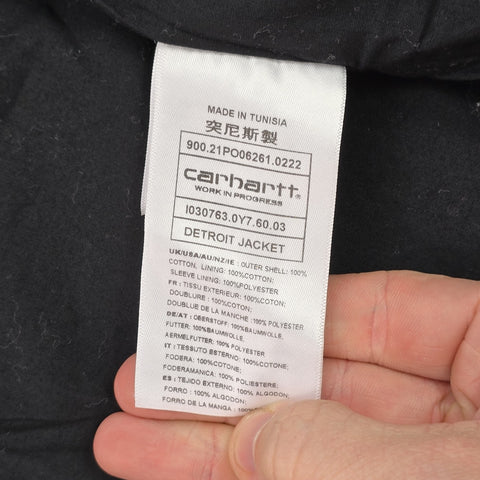 MADE IN TUNISIA
突尼斯製
900.21PO06261.0222
carhartt
WORK IN PROGRESS
I030763.0Y7.60.03
DETROIT JACKET
UK/USA/AU/NZ/IE : OUTER SHELL: 100%
COTTON, LINING: 100%COTTON;
SLEEVE LINING: 100%POLYESTER
FR : TISSU EXTERIEUR: 100%COTON;
DOUBLURE : 100%COTON;
DOUBLE DE LA MANCHE :100% POLYESTER
DE/AT : OBERSTOFF: 100%BAUMWOLLE,
FUTTER: 100%BAUMWOLLE;
AERMELFUTTER: 100%POLYESTER
IT : TESSUTO ESTERNO: 100%COTONE;
FODERA: 100%COTONE;
FODERAMANICA: 100% POLIESTERE;
ES : TEJIDO EXTERNO: 100% ALGODON;
FORRO : 100% ALGODON;
FORRO DE LA MANGA : 100%